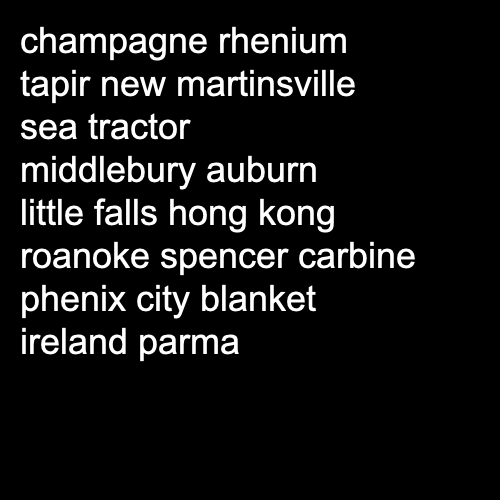 champagne rhenium
tapir new martinsville
sea tractor
middlebury auburn
little falls hong kong
roanoke spencer carbine
phenix city blanket
ireland parma